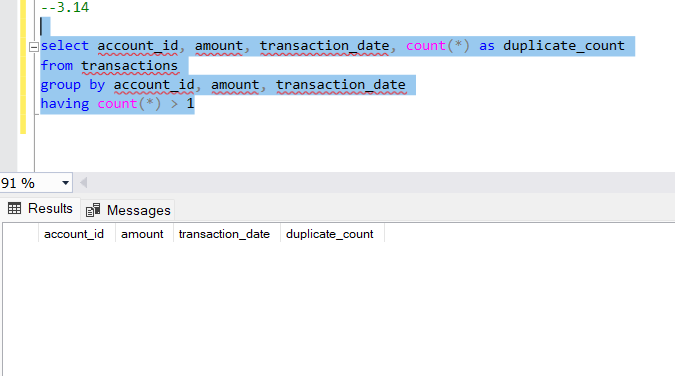 --3.14
select account_id, amount, transaction_date, count(*) as duplicate_count
from transactions
group by account_id, amount, transaction_date
having count(*) > 1
91 %
Results Messages
account_id amount transaction_date duplicate_count